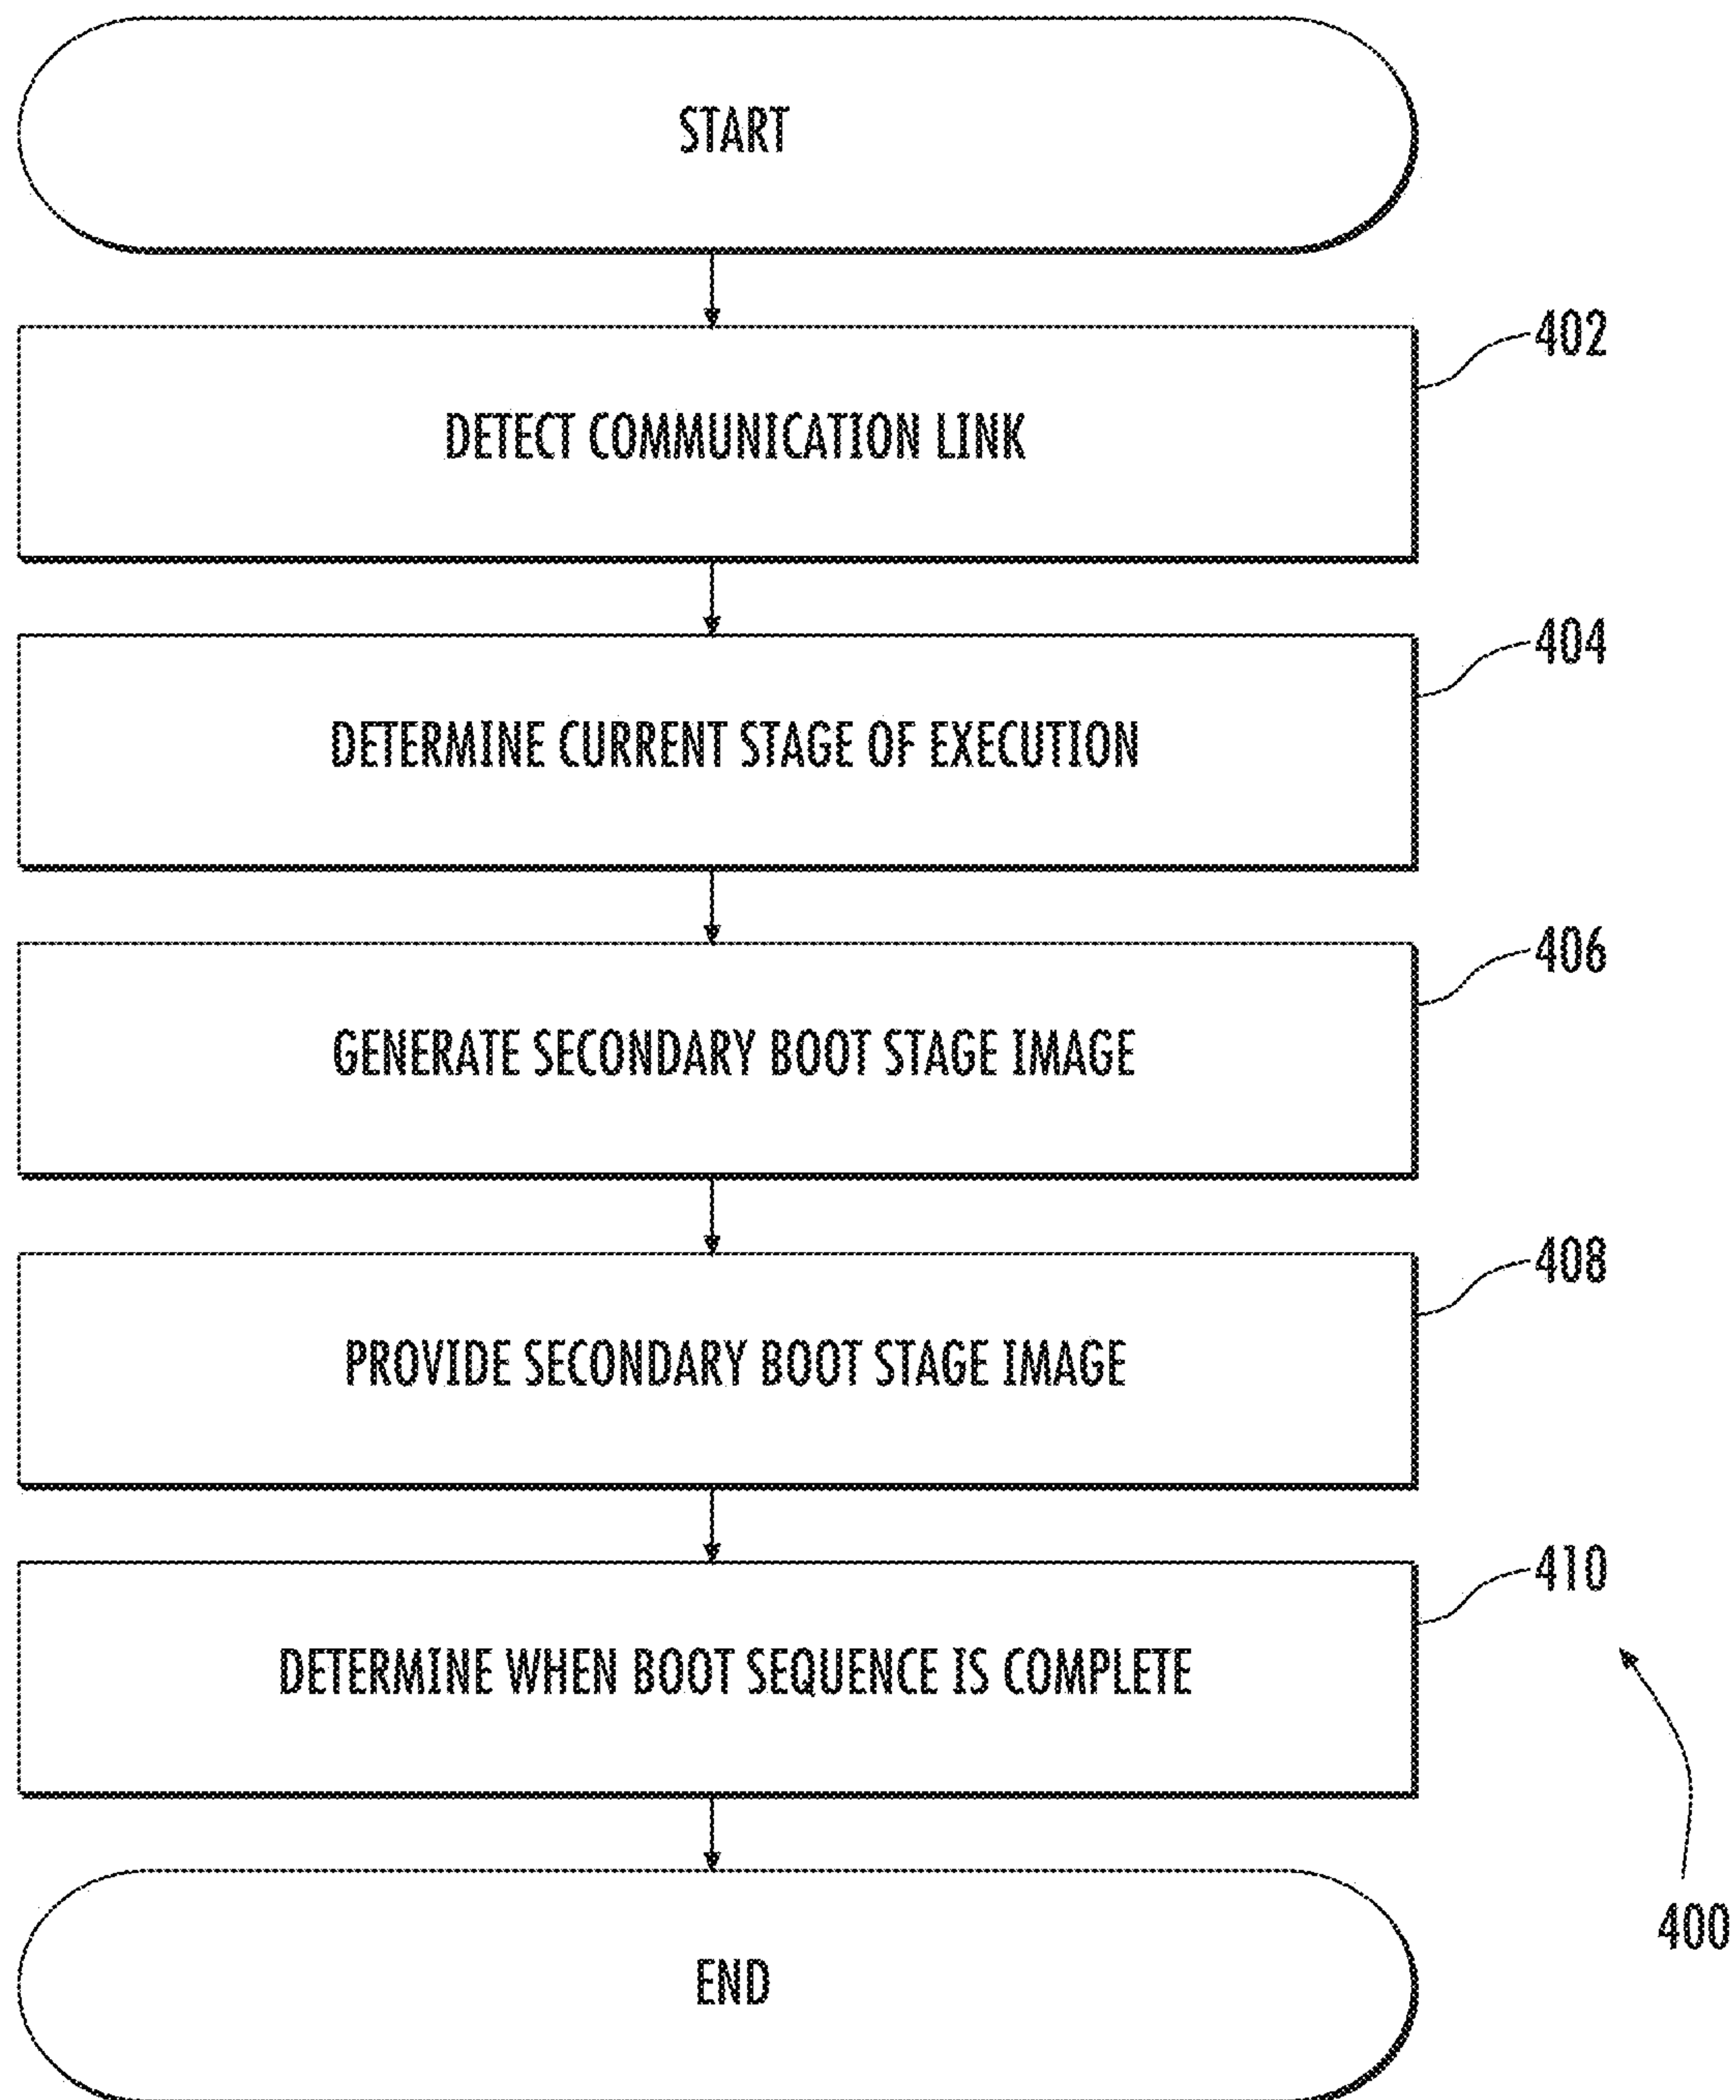 START
402
DETECT COMMUNICATION LINK
404
DETERMINE CURRENT STAGE OF EXECUTION
406
GENERATE SECONDARY BOOT STAGE IMAGE
408
PROVIDE SECONDARY BOOT STAGE IMAGE
410
DETERMINE WHEN BOOT SEQUENCE IS COMPLETE
400
END